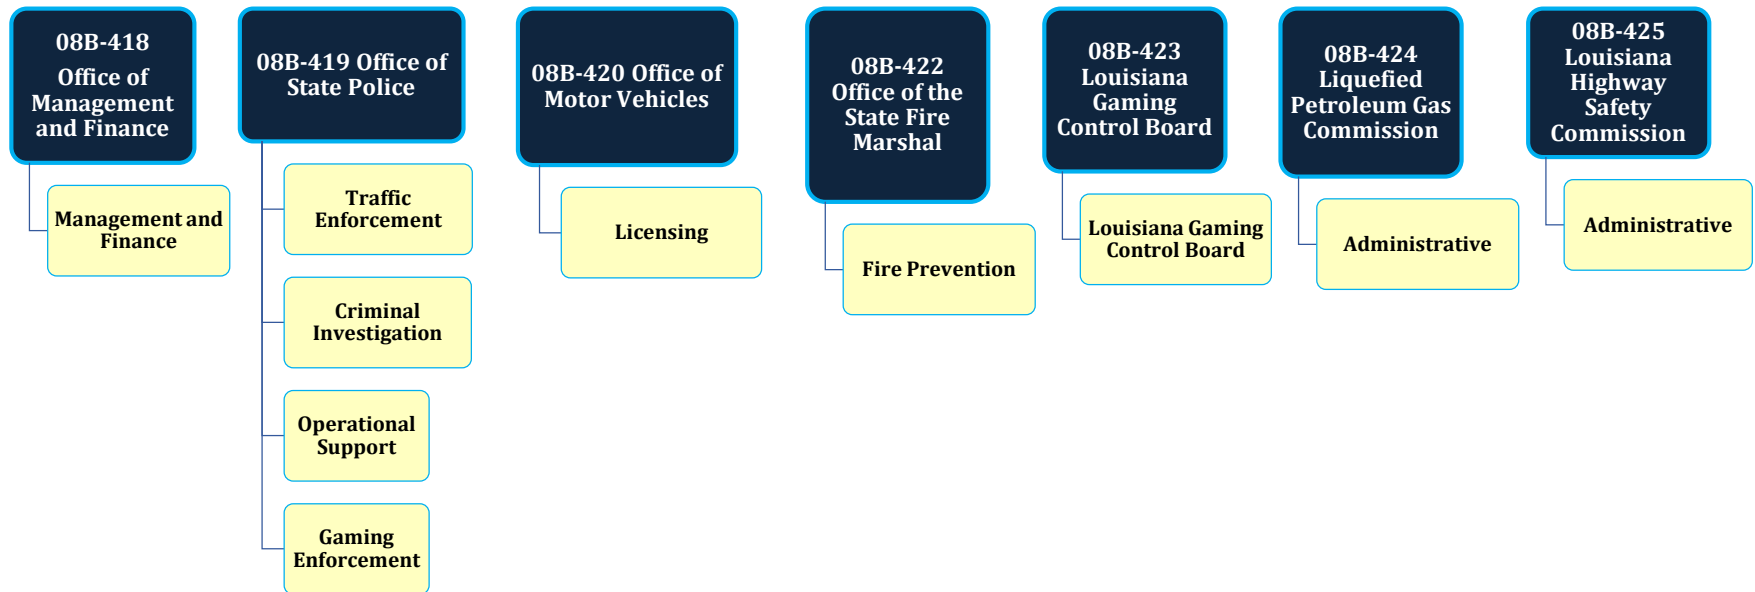 08B-418
Office of
Management
and Finance
Management and
Finance
08B-419 Office of
State Police
Traffic
Enforcement
Criminal
Investigation
Operational
Support
Gaming
Enforcement
08B-420 Office of
Motor Vehicles
Licensing
08B-422
Office of the
State Fire
Marshal
Fire Prevention
08B-423
Louisiana
Gaming
Control Board
Louisiana Gaming
Control Board
08B-424
Liquefied
Petroleum Gas
Commission
Administrative
08B-425
Louisiana
Highway
Safety
Commission
Administrative